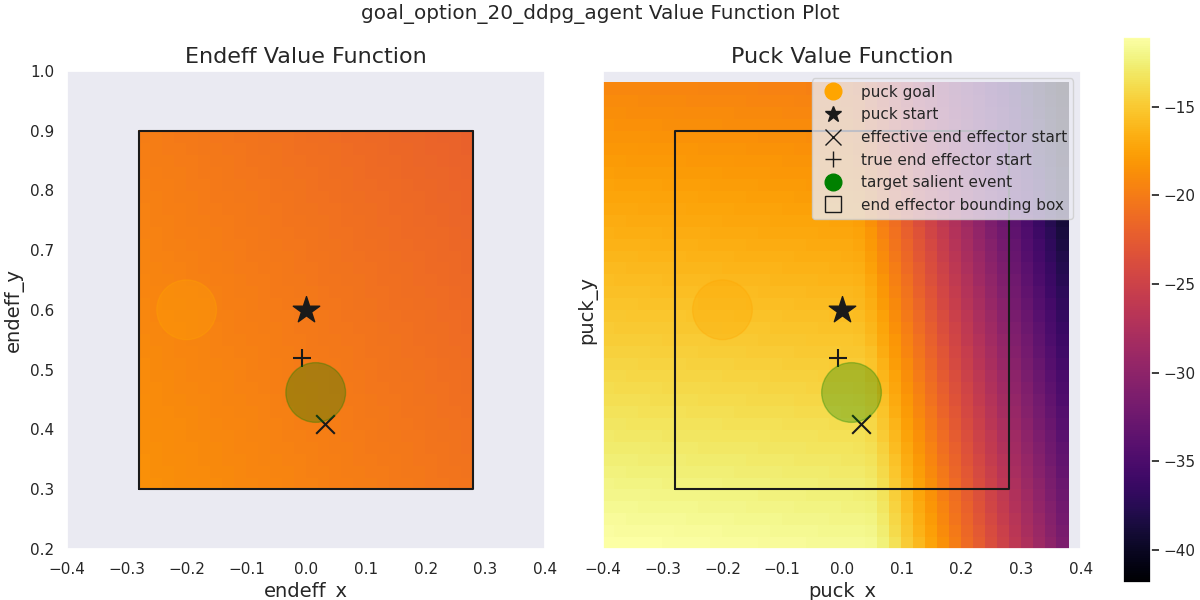 goal_option_20_ddpg_agent Value Function Plot
Endeff Value Function
endeff_y
1.0
0.9
0.8
0.7
0.6
0.5
0.4
0.3
0.2
−0.4 −0.3 −0.2 −0.1 0.0 0.1 0.2 0.3 0.4
endeff_x
Puck Value Function
puck goal
puck start
effective end effector start
true end effector start
target salient event
end effector bounding box
puck_y
−0.4 −0.3 −0.2 −0.1 0.0 0.1 0.2 0.3 0.4
puck_x
−15
−20
−25
−30
−35
−40